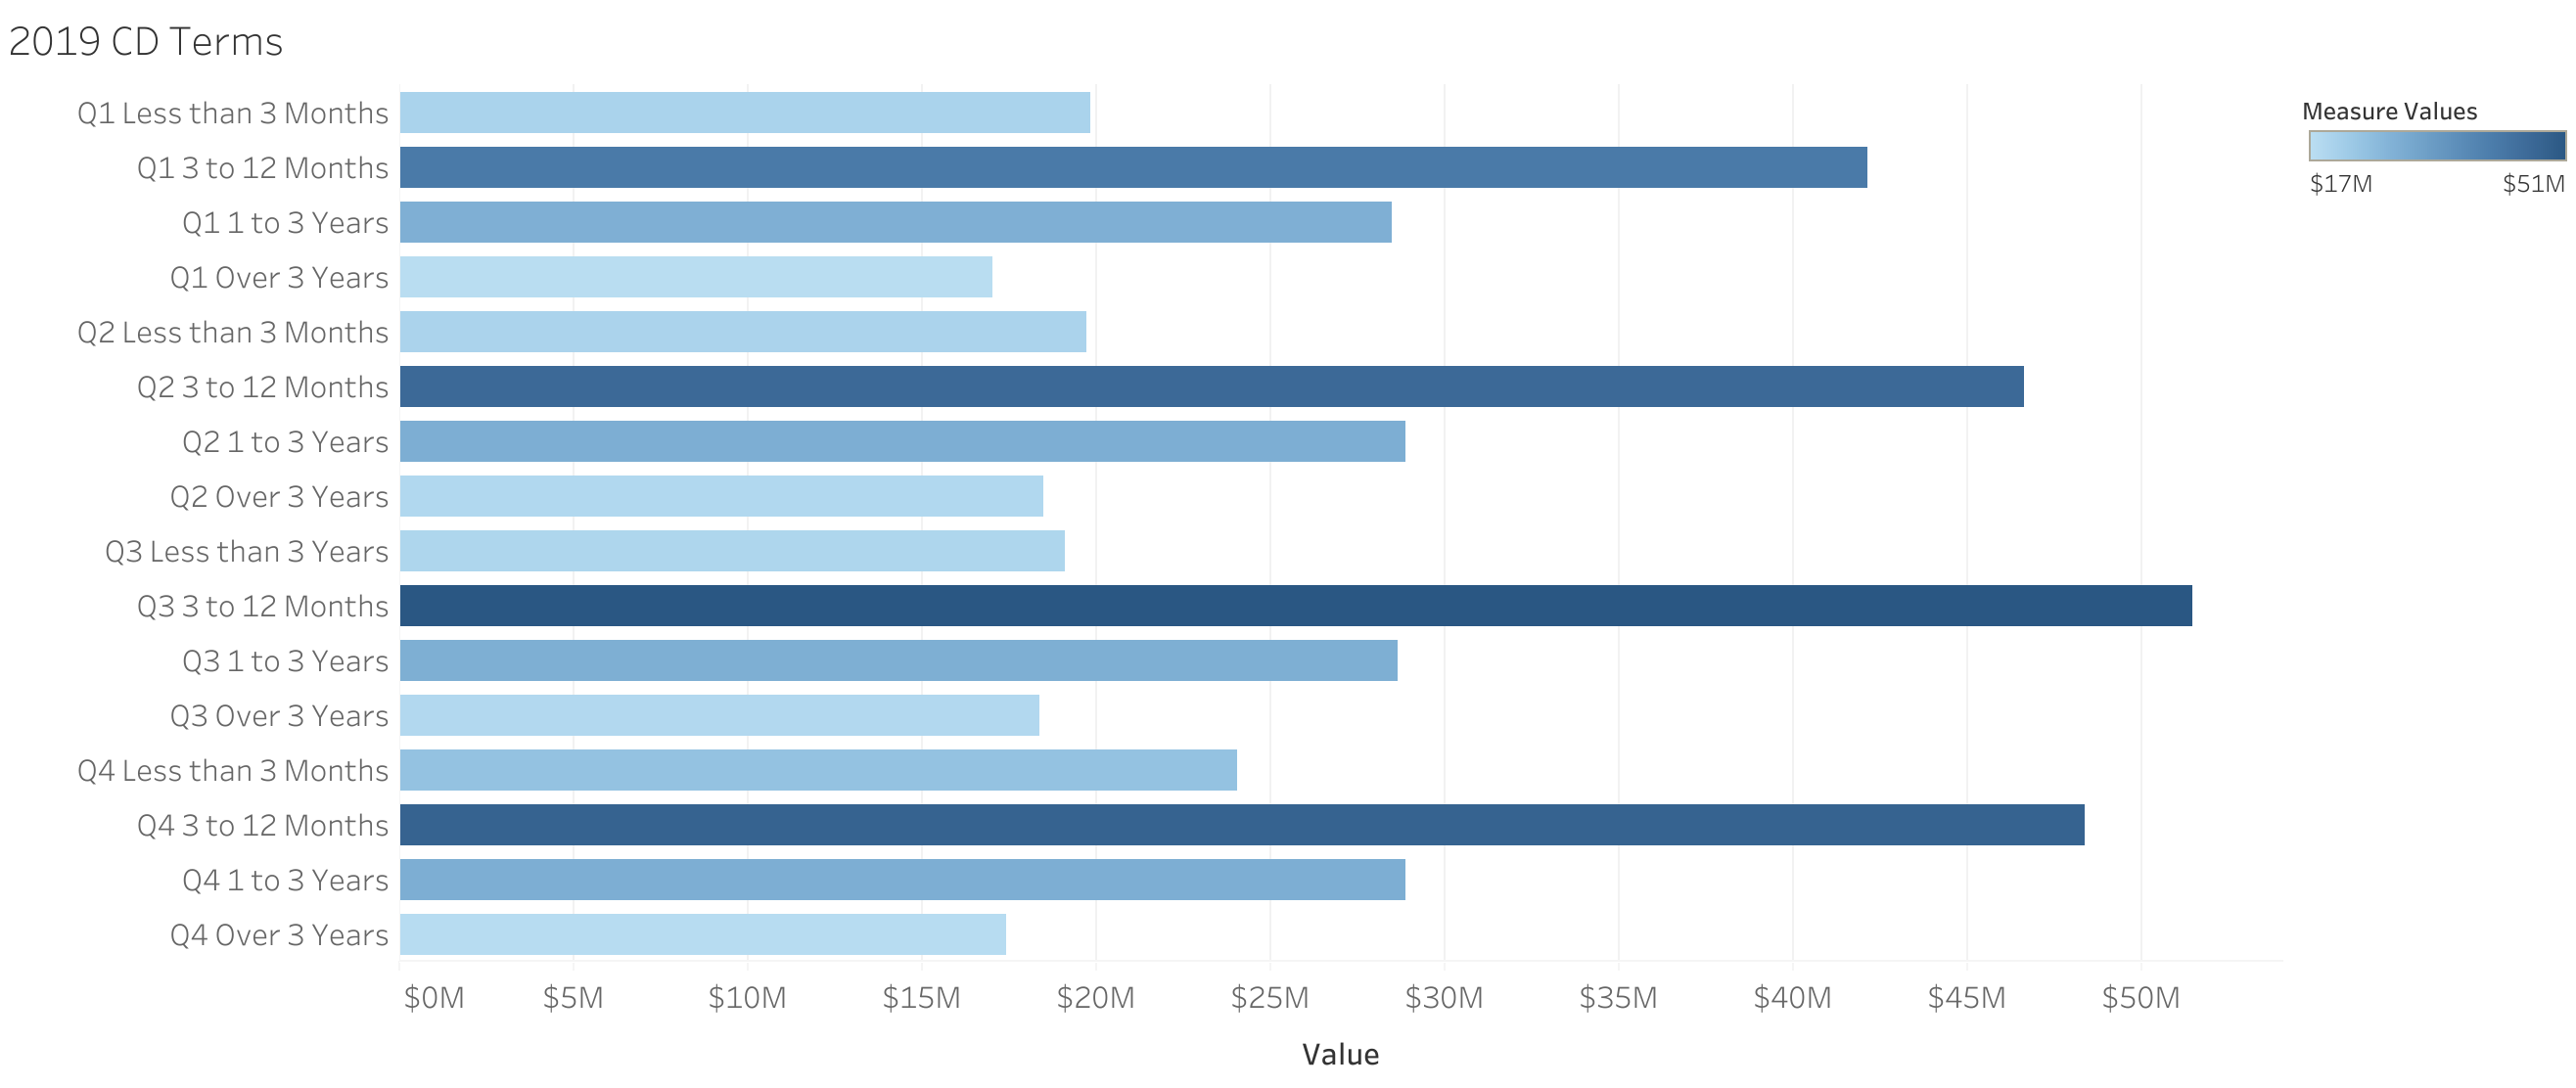 2019 CD Terms
Q1 Less than 3 Months
Q1 3 to 12 Months
Q1 1 to 3 Years
Q1 Over 3 Years
Q2 Less than 3 Months
Q2 3 to 12 Months
Q2 1 to 3 Years
Q2 Over 3 Years
Q3 Less than 3 Years
Q3 3 to 12 Months
Q3 1 to 3 Years
Q3 Over 3 Years
Q4 Less than 3 Months
Q4 3 to 12 Months
Q4 1 to 3 Years
Q4 Over 3 Years
$0M $5M $10M $15M $20M $25M $30M $35M $40M $45M $50M
Value
Measure Values
$17M $51M